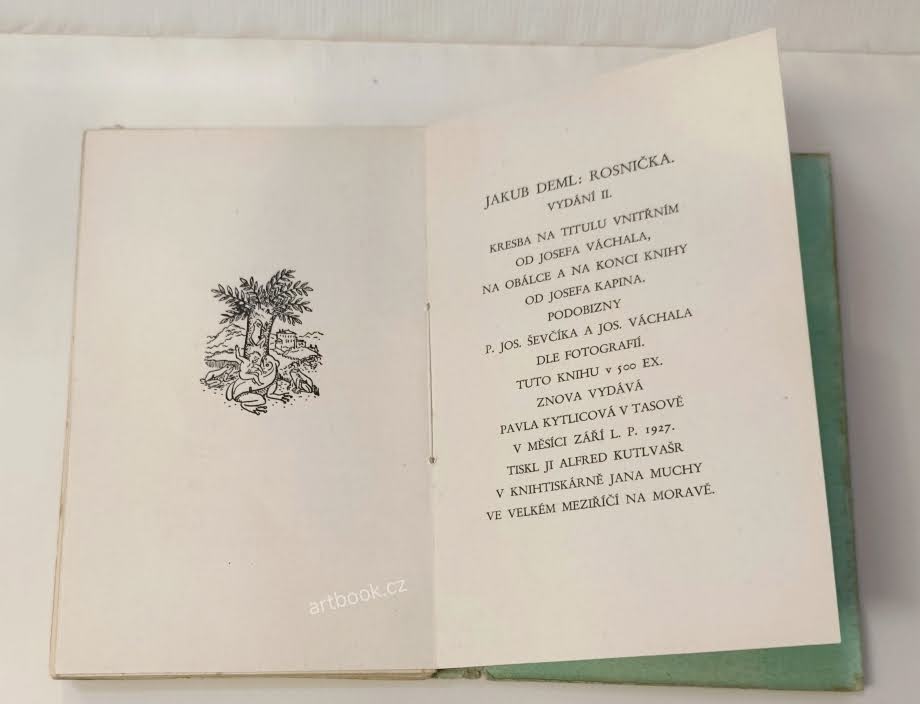 artbook.cz
JAKUB DEML: ROSNIČKA.
VYDÁNÍ II.
KRESBA NA TITULU VNITŘNÍM
OD JOSEFA VÁCHALA,
NA OBÁLCE A NA KONCI KNIHY
OD JOSEFA KAPINA.
PODOBIZNY
P. JOS. ŠEVČÍKA A JOS. VÁCHALA
DLE FOTOGRAFIÍ.
TUTO KNIHU v 500 EX.
ZNOVA VYDÁVÁ
PAVLA KYTLICOVÁ V TASOVĚ
V MĚSÍCI ZÁŘÍ L. P. 1927.
TISKL JI ALFRED KUTLVAŠR
V KNIHTISKÁRNĚ JANA MUCHY
VE VELKÉM MEZIŘÍČÍ NA MORAVĚ.